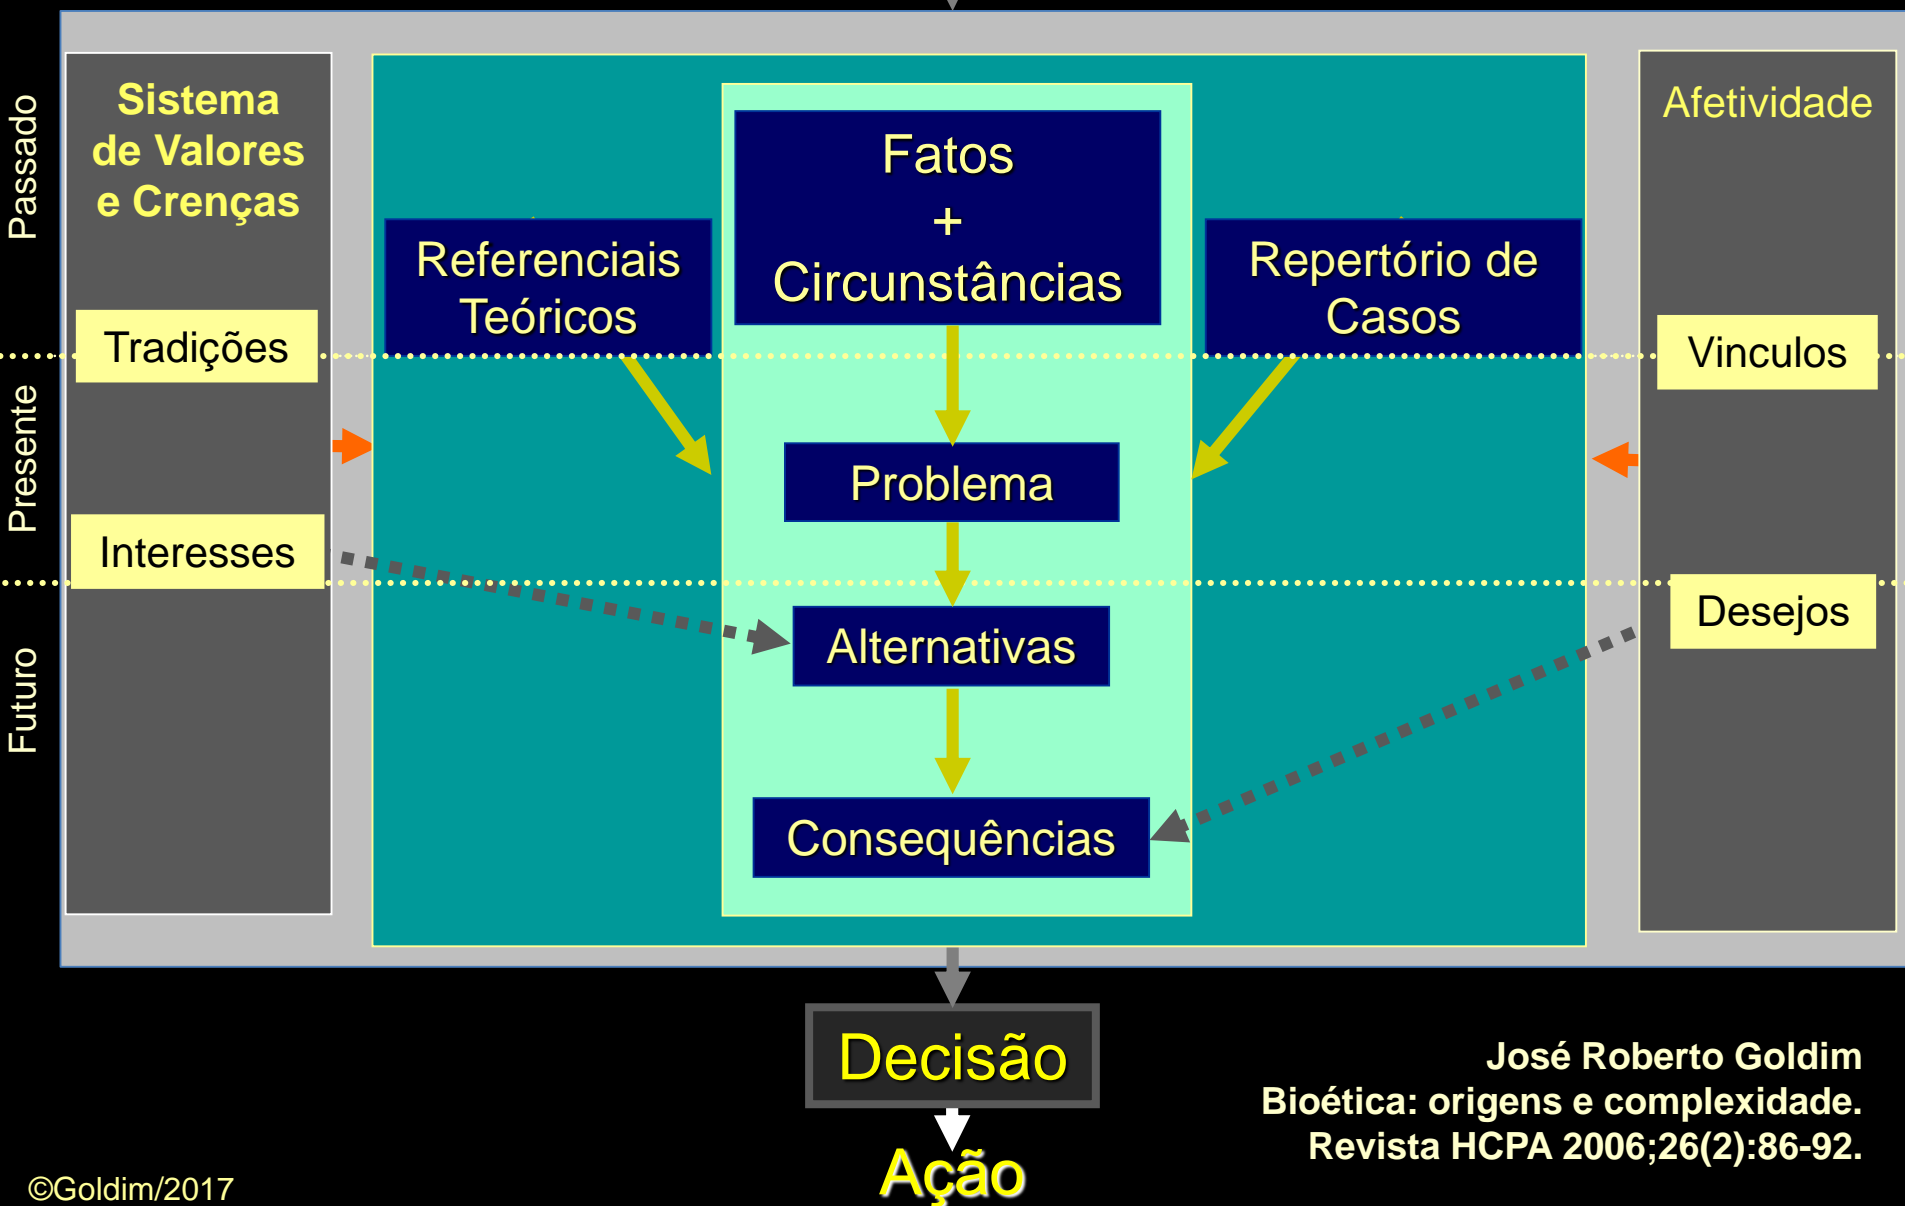 Passado
Presente
Futuro
Sistema
de Valores
e Crenças
Tradições
Interesses
Referenciais
Teóricos
Fatos
+
Circunstâncias
Problema
Alternativas
Consequências
Repertório de
Casos
Afetividade
Vinculos
Desejos
Decisão
Ação
José Roberto Goldim
Bioética: origens e complexidade.
Revista HCPA 2006;26(2):86-92.
©Goldim/2017